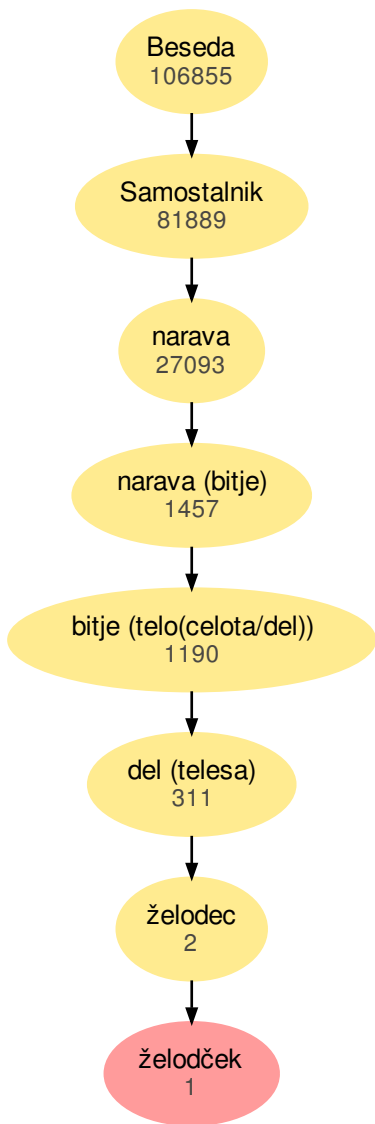 Beseda
106855
Samostalnik
81889
narava
27093
narava (bitje)
1457
bitje (telo(celota/del))
1190
del (telesa)
311
želodec
2
želodček
1